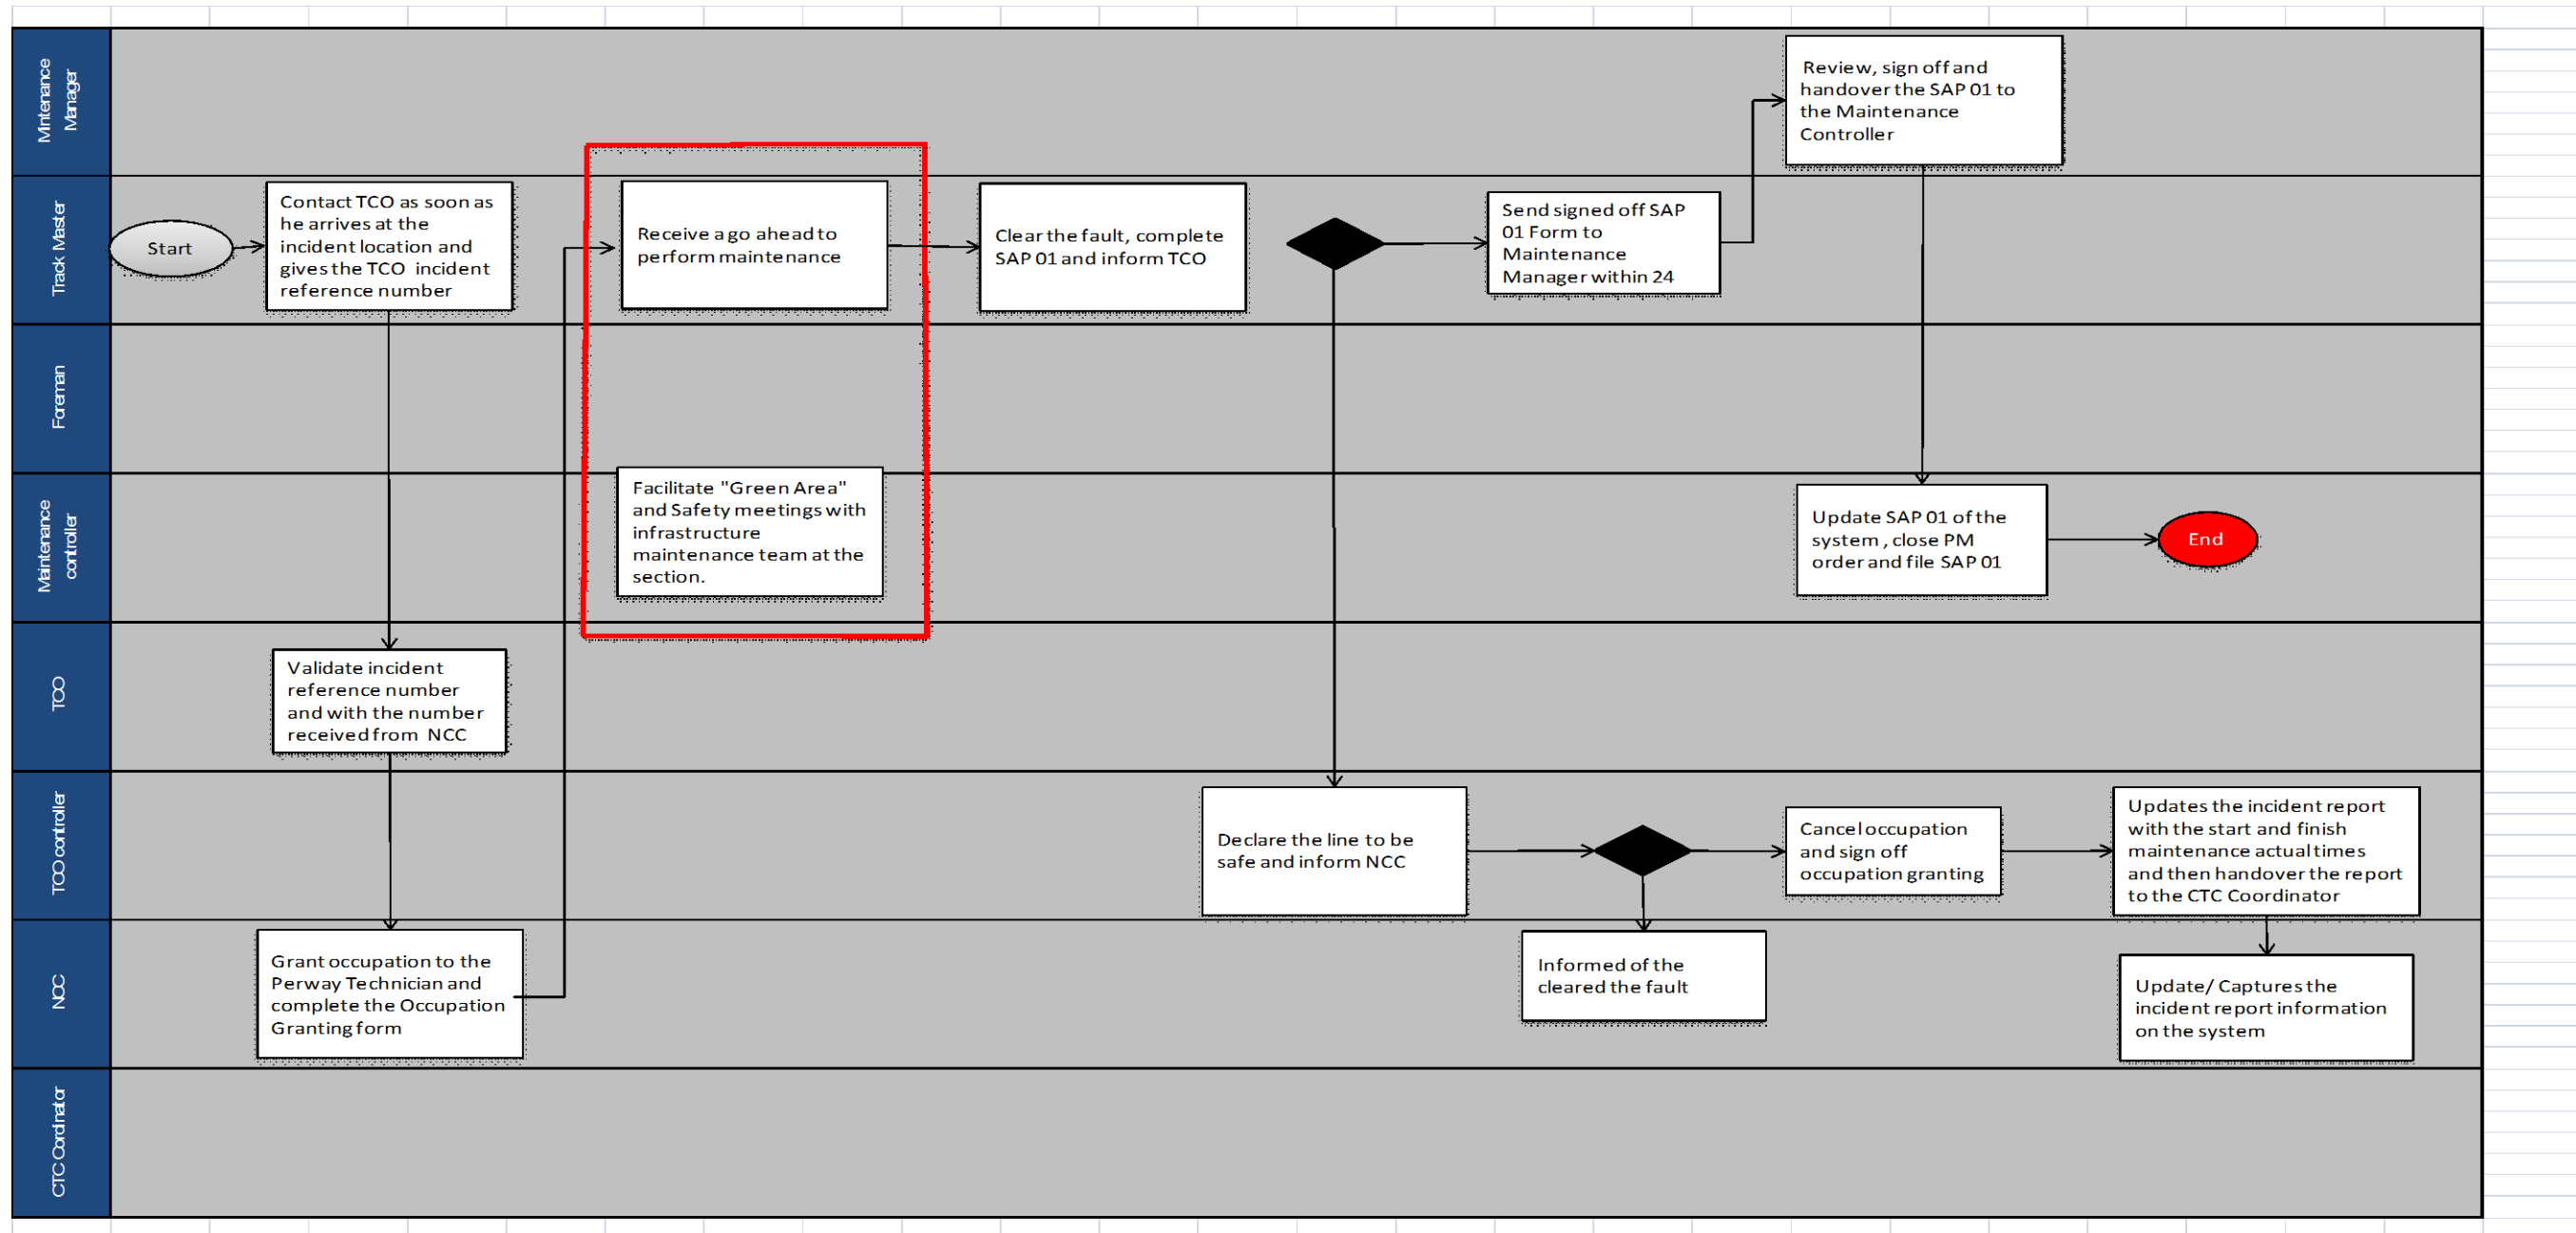 Mintenance
Manager
Review, sign off and
handover the SAP 01 to
the Maintenance
Controller
Track Master
Start
Contact TCO as soon as
he arrives at the
incident location and
gives the TCO incident
reference number
Receive a go ahead to
perform maintenance
Clear the fault, complete
SAP 01 and inform TCO
Send signed off SAP
01 Form to
Maintenance
Manager within 24
Foreman
Maintenance
controller
Facilitate "Green Area"
and Safety meetings with
infrastructure
maintenance team at the
section.
Update SAP 01 of the
system , close PM
order and file SAP 01
End
TCO
Validate incident
reference number
and with the number
received from NCC
TCO controller
Declare the line to be
safe and inform NCC
Cancel occupation
and sign off
occupation granting
Updates the incident report
with the start and finish
maintenance actual times
and then handover the report
to the CTC Coordinator
NCC
Grant occupation to the
Perway Technician and
complete the Occupation
Granting form
Informed of the
cleared the fault
Update/ Captures the
incident report information
on the system
CTC Cordinator